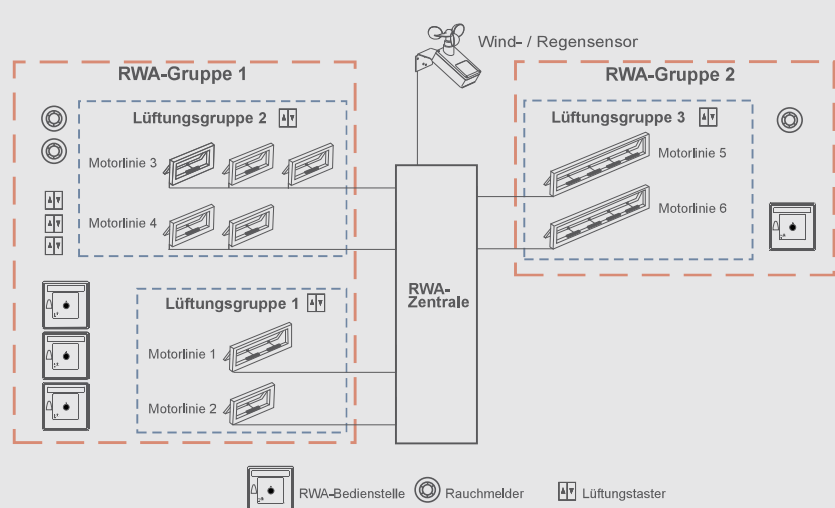 Wind- / Regensensor
RWA-Gruppe 1
RWA-Gruppe 2
Lüftungsgruppe 2
Lüftungsgruppe 3
Motorlinie 3
Motorlinie 5
Motorlinie 4
Motorlinie 6
RWA-
Zentrale
Lüftungsgruppe 1
Motorlinie 1
Motorlinie 2
RWA-Bedienstelle
Rauchmelder
Lüftungstaster